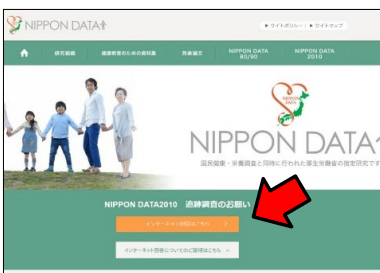 NIPPON DATA
▶ サイトポリシー | ▶ サイトマップ
研究組織
健康教育のための資料集
発表論文
NIPPON DATA
80/90
NIPPON DATA
2010
NIPPON
DATA
NIPPON DATA
国民健康・栄養調査と同時に行われた厚生労働省の指定研究です
NIPPON DATA2010 追跡調査のお願い
インターネット回答はこちら >
インターネット回答についてのご説明はこちら >